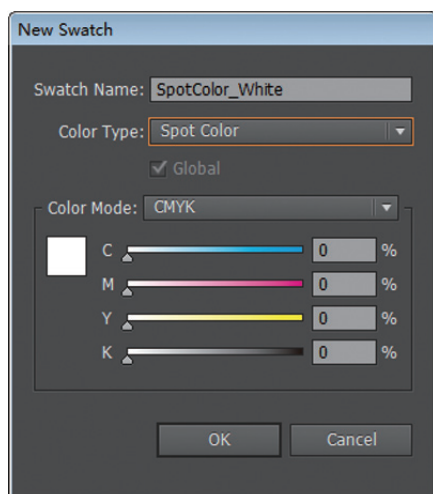 New Swatch
Swatch Name: SpotColor_White
Color Type: Spot Color
Global
Color Mode: CMYK
C 0 %
M 0 %
Y 0 %
K 0 %
OK Cancel